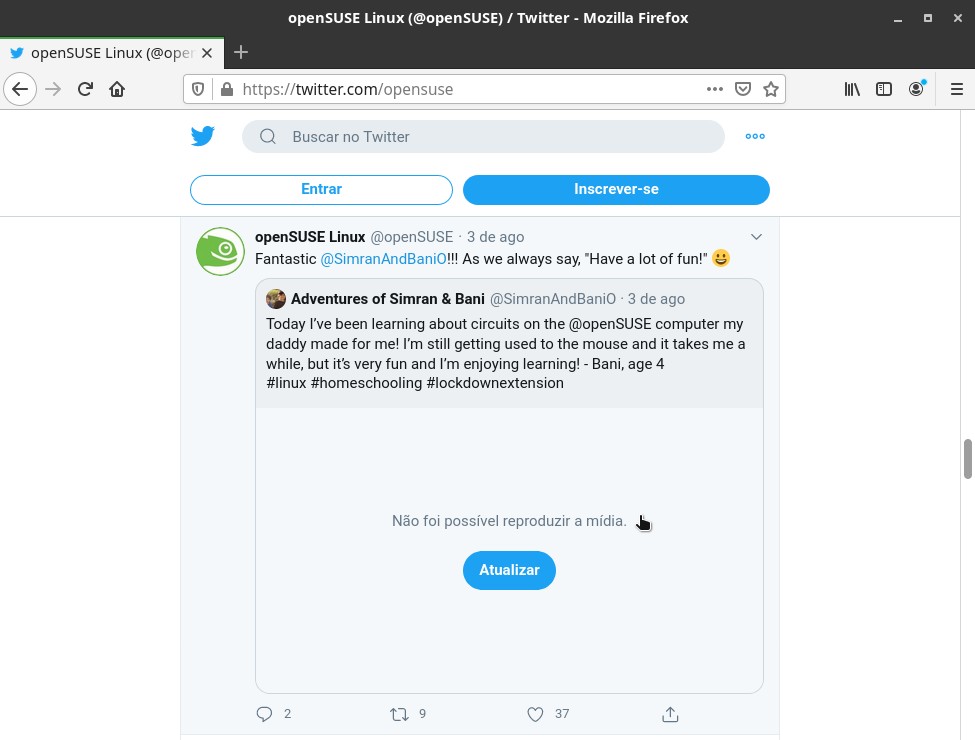 openSUSE Linux (@openSUSE) / Twitter - Mozilla Firefox
openSUSE Linux (@open
https://twitter.com/opensuse
Buscar no Twitter
Entrar
Inscrever-se
openSUSE Linux @openSUSE · 3 de ago
Fantastic @SimranAndBaniO!!! As we always say, "Have a lot of fun!" 😀
Adventures of Simran & Bani @SimranAndBaniO · 3 de ago
Today I’ve been learning about circuits on the @openSUSE computer my
daddy made for me! I’m still getting used to the mouse and it takes me a
while, but it’s very fun and I’m enjoying learning! - Bani, age 4
#linux #homeschooling #lockdownextension
Não foi possível reproduzir a mídia.
Atualizar
2 9 37